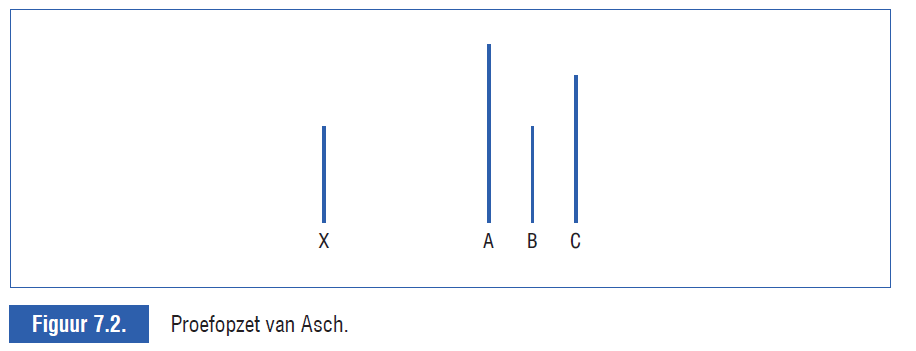 X A B C
Figuur 7.2. Proefopzet van Asch.